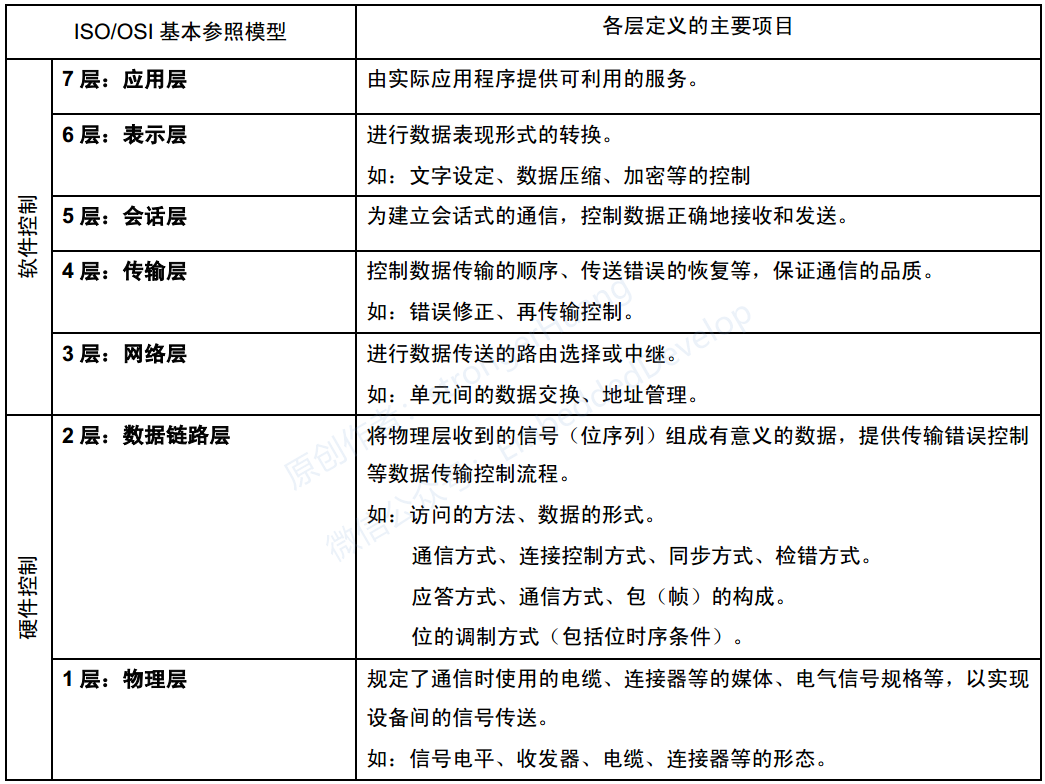 ISO/OSI 基本参照模型
各层定义的主要项目
软件控制
7 层：应用层
由实际应用程序提供可利用的服务。
6 层：表示层
进行数据表现形式的转换。
如：文字设定、数据压缩、加密等的控制
5 层：会话层
为建立会话式的通信，控制数据正确地接收和发送。
4 层：传输层
控制数据传输的顺序、传送错误的恢复等，保证通信的品质。
如：错误修正、再传输控制。
3 层：网络层
进行数据传送的路由选择或中继。
如：单元间的数据交换、地址管理。
硬件控制
2 层：数据链路层
将物理层收到的信号（位序列）组成有意义的数据，提供传输错误控制
等数据传输控制流程。
如：访问的方法、数据的形式。
通信方式、连接控制方式、同步方式、检错方式。
应答方式、通信方式、包（帧）的构成。
位的调制方式（包括位时序条件）。
1 层：物理层
规定了通信时使用的电缆、连接器等的媒体、电气信号规格等，以实现
设备间的信号传送。
如：信号电平、收发器、电缆、连接器等的形态。
原创作者：strongerHuang
微信公众号：EmbeddedDevelop